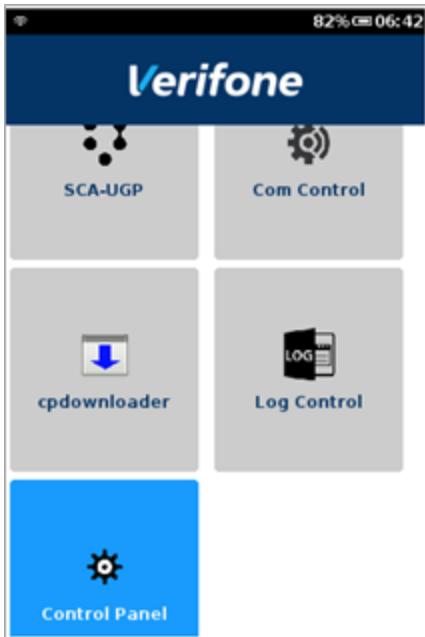 82% 06:42
Verifone
SCA-UGP Com Control
LOG
cpdownloader Log Control
Control Panel